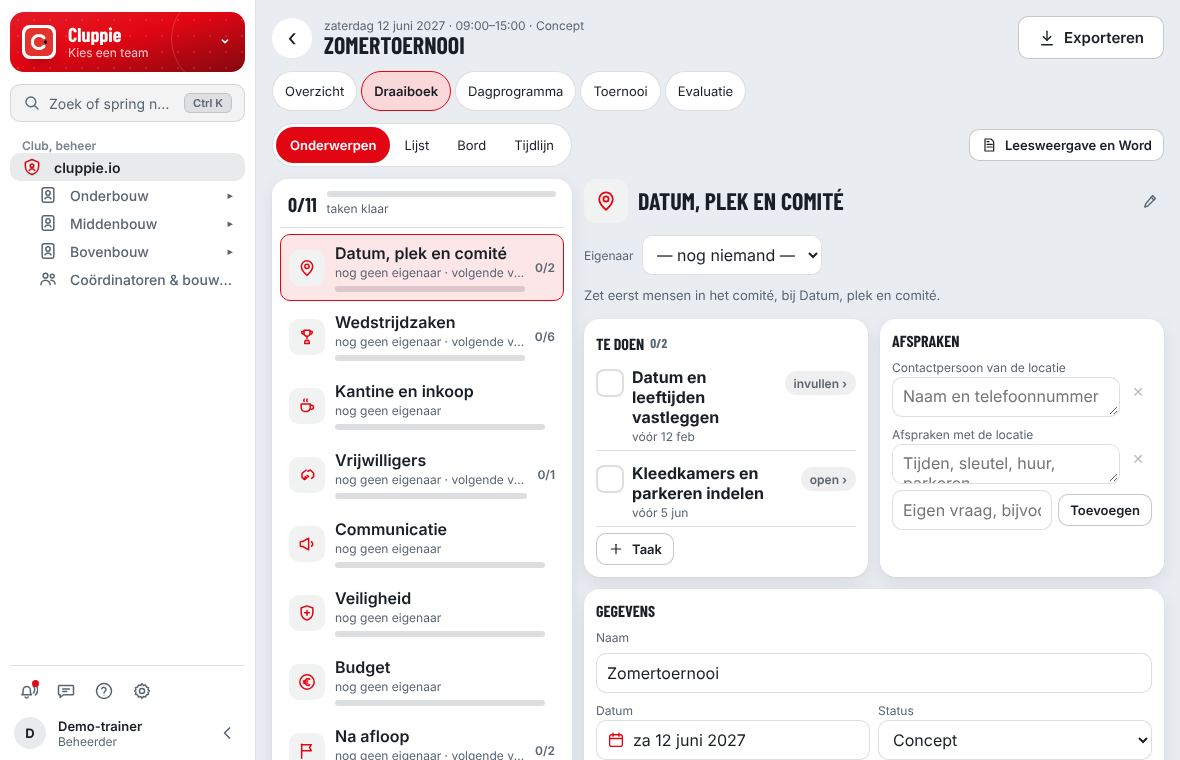 Cluppie
Kies een team
Zoek of spring n...
Ctrl K
Club, beheer
cluppie.io
Onderbouw
Middenbouw
Bovenbouw
Coördinatoren & bouw...
D
Demo-trainer
Beheerder
zaterdag 12 juni 2027 · 09:00–15:00 · Concept
ZOMERTOERNOOI
Exporteren
Overzicht
Draaiboek
Dagprogramma
Toernooi
Evaluatie
Onderwerpen
Lijst
Bord
Tijdlijn
Leesweergave en Word
0/11
taken klaar
Datum, plek en comité
nog geen eigenaar · volgende v...
0/2
Wedstrijdzaken
nog geen eigenaar · volgende v...
0/6
Kantine en inkoop
nog geen eigenaar
Vrijwilligers
nog geen eigenaar · volgende v...
0/1
Communicatie
nog geen eigenaar
Veiligheid
nog geen eigenaar
Budget
nog geen eigenaar
Na afloop
nog geen eigenaar · volgende v...
0/2
DATUM, PLEK EN COMITÉ
Eigenaar
— nog niemand —
Zet eerst mensen in het comité, bij Datum, plek en comité.
TE DOEN 0/2
Datum en
leeftijden
vastleggen
vóór 12 feb
invullen ›
Kleedkamers en
parkeren indelen
vóór 5 jun
open ›
+ Taak
AFSPRAKEN
Contactpersoon van de locatie
Naam en telefoonnummer
×
Afspraken met de locatie
Tijden, sleutel, huur,
parkeren
×
Eigen vraag, bijvoo
Toevoegen
GEGEVENS
Naam
Zomertoernooi
Datum
za 12 juni 2027
Status
Concept